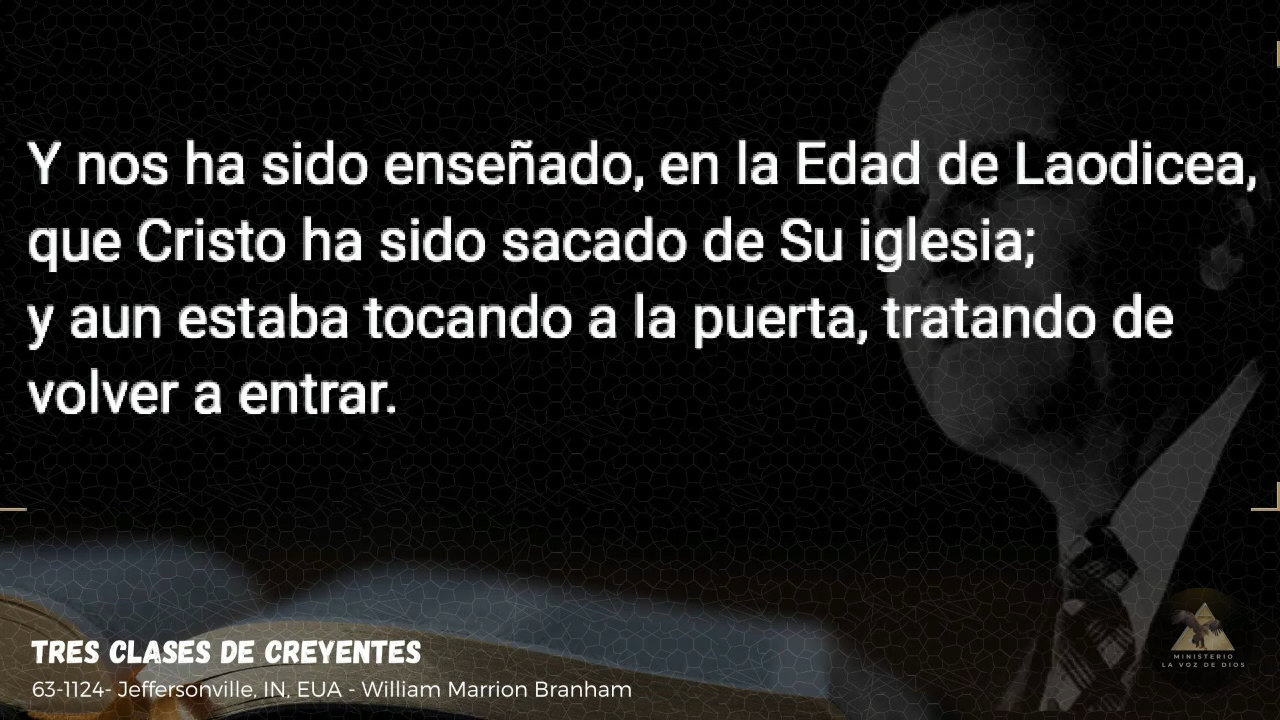 Y nos ha sido enseñado, en la Edad de Laodicea,
que Cristo ha sido sacado de Su iglesia;
y aun estaba tocando a la puerta, tratando de
volver a entrar.
TRES CLASES DE CREYENTES
63-1124- Jeffersonville, IN, EUA - William Marrion Branham
MINISTERIO
LA VOZ DE DIOS